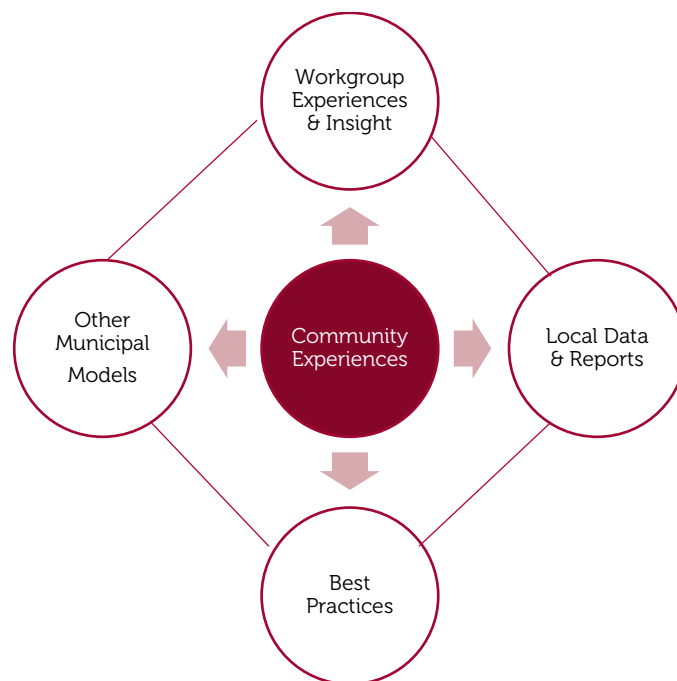 Workgroup
Experiences
& Insight
Other
Municipal
Models
Community
Experiences
Local Data
& Reports
Best
Practices